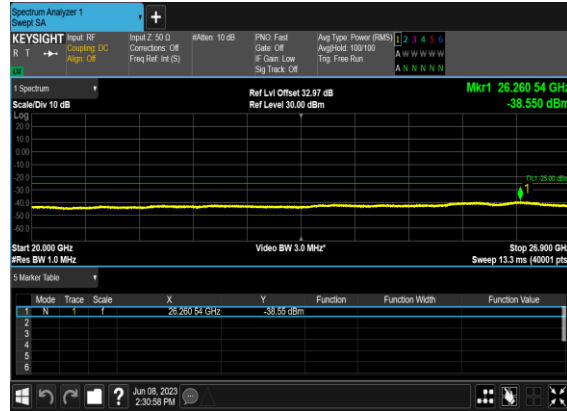 Spectrum Analyzer 1
Swept SA
+
KEYSIGHT
R T
Input: RF
Coupling: DC
Align: Off
Input Z: 50 Ω
Corrections: Off
Freq Ref: Int (S)
#Atten: 10 dB
PNO: Fast
Gate: Off
IF Gain: Low
Sig Track: Off
Avg Type: Power (RMS)
Avg|Hold: 100/100
Trig: Free Run
1 2 3 4 5 6
A W W W W W
A N N N N N
1 Spectrum
Scale/Div 10 dB
Ref Lvl Offset 32.97 dB
Ref Level 30.00 dBm
Mkr1 26.260 54 GHz
-38.550 dBm
Log
20.0
10.0
0.00
-10.0
-20.0
-30.0
-40.0
-50.0
-60.0
DL1 -25.00 dBm
1
Start 20.000 GHz
#Res BW 1.0 MHz
Video BW 3.0 MHz*
Stop 26.900 GHz
Sweep 13.3 ms (40001 pts)
5 Marker Table
Mode Trace Scale X Y Function Function Width Function Value
1 N 1 f 26.260 54 GHz -38.55 dBm
2
3
4
5
6
?
Jun 08, 2023
2:30:58 PM